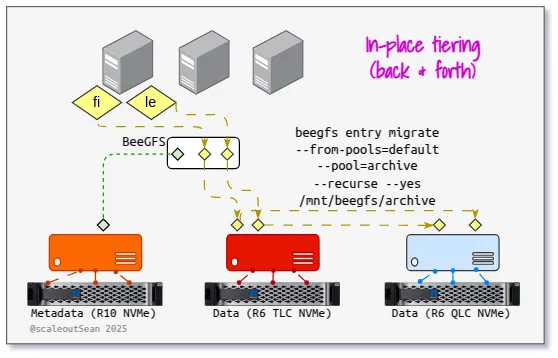 In-place tiering
(back & forth)
fi
le
BeeGFS
beegfs entry migrate
--from-pools=default
--pool=archive
--recurse --yes
/mnt/beegfs/archive
Metadata (R10 NVMe)
Data (R6 TLC NVMe)
Data (R6 QLC NVMe)
@scaleoutSean 2025